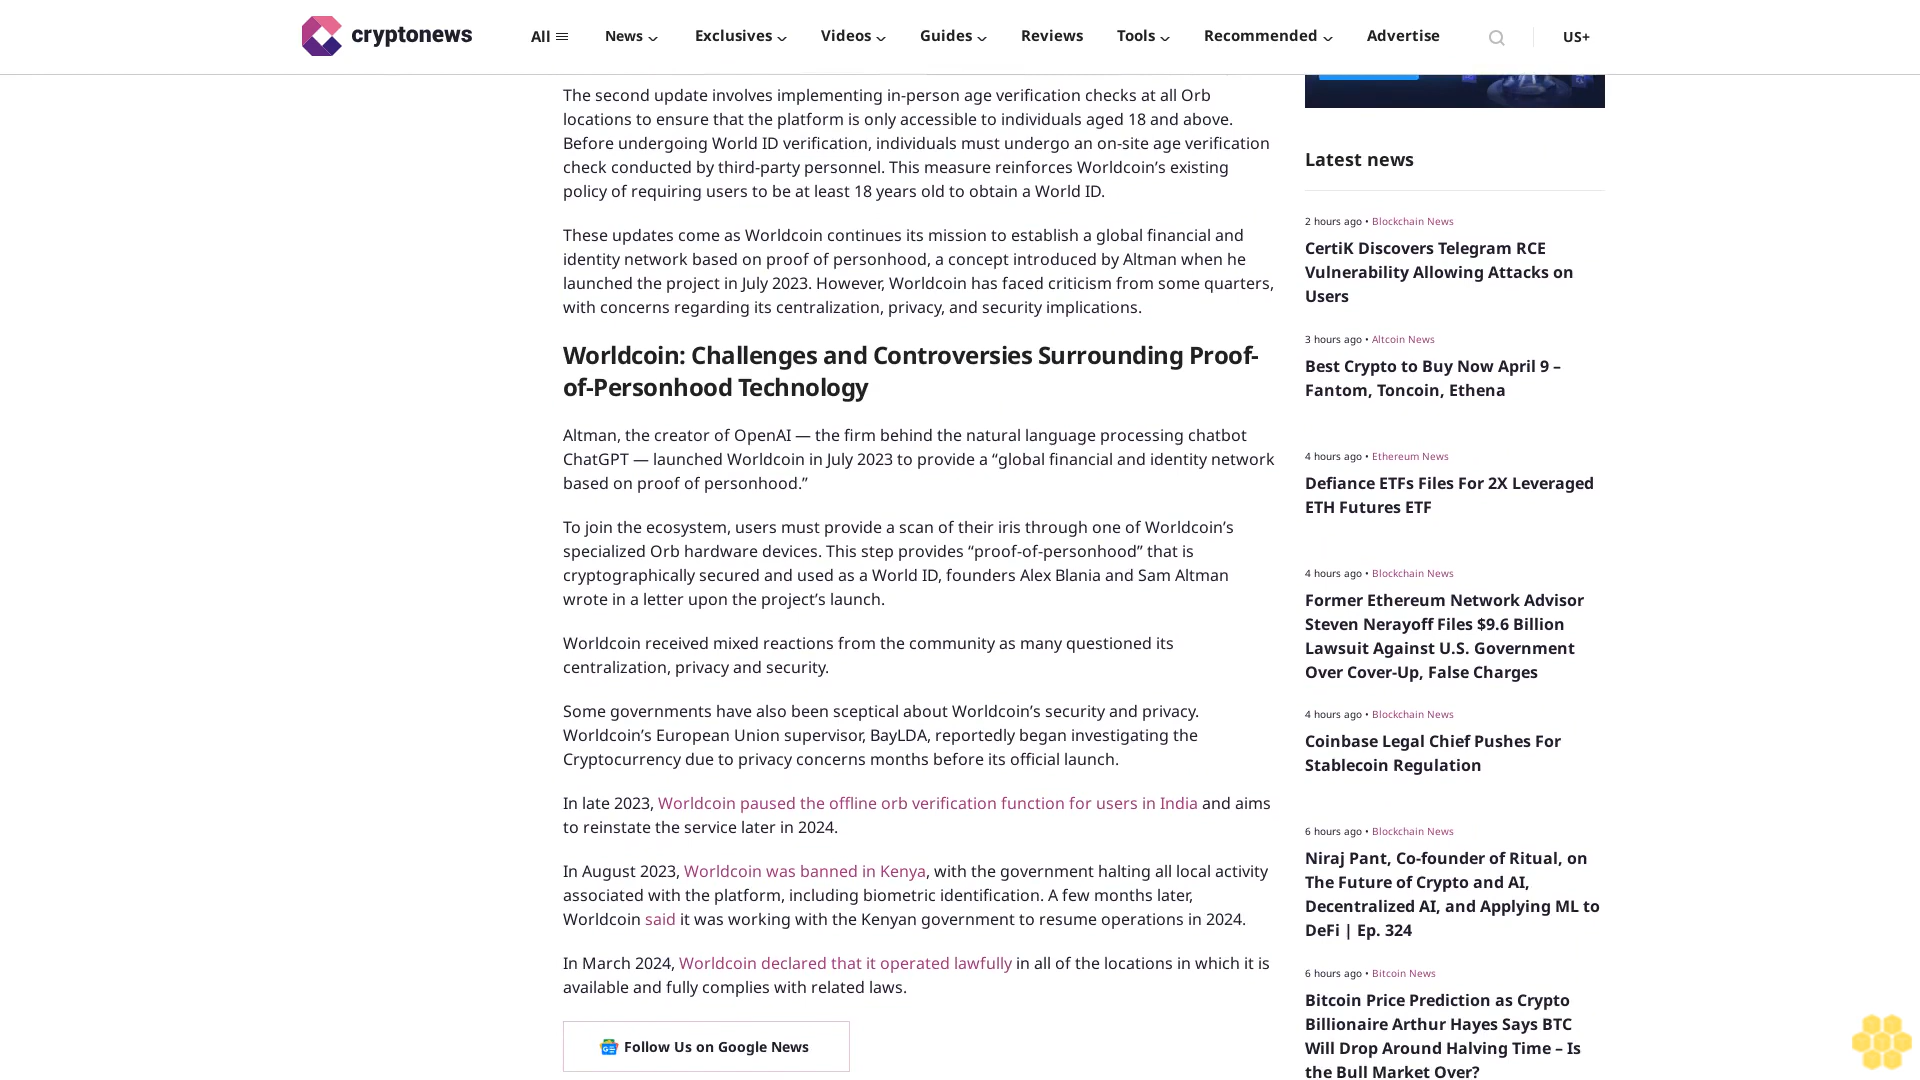 cryptonews
All
News
Exclusives
Videos
Guides
Reviews
Tools
Recommended
Advertise
US+
The second update involves implementing in-person age verification checks at all Orb
locations to ensure that the platform is only accessible to individuals aged 18 and above.
Before undergoing World ID verification, individuals must undergo an on-site age verification
check conducted by third-party personnel. This measure reinforces Worldcoin’s existing
policy of requiring users to be at least 18 years old to obtain a World ID.
These updates come as Worldcoin continues its mission to establish a global financial and
identity network based on proof of personhood, a concept introduced by Altman when he
launched the project in July 2023. However, Worldcoin has faced criticism from some quarters,
with concerns regarding its centralization, privacy, and security implications.
Worldcoin: Challenges and Controversies Surrounding Proof-
of-Personhood Technology
Altman, the creator of OpenAI — the firm behind the natural language processing chatbot
ChatGPT — launched Worldcoin in July 2023 to provide a “global financial and identity network
based on proof of personhood.”
To join the ecosystem, users must provide a scan of their iris through one of Worldcoin’s
specialized Orb hardware devices. This step provides “proof-of-personhood” that is
cryptographically secured and used as a World ID, founders Alex Blania and Sam Altman
wrote in a letter upon the project’s launch.
Worldcoin received mixed reactions from the community as many questioned its
centralization, privacy and security.
Some governments have also been sceptical about Worldcoin’s security and privacy.
Worldcoin’s European Union supervisor, BayLDA, reportedly began investigating the
Cryptocurrency due to privacy concerns months before its official launch.
In late 2023, Worldcoin paused the offline orb verification function for users in India and aims
to reinstate the service later in 2024.
In August 2023, Worldcoin was banned in Kenya, with the government halting all local activity
associated with the platform, including biometric identification. A few months later,
Worldcoin said it was working with the Kenyan government to resume operations in 2024.
In March 2024, Worldcoin declared that it operated lawfully in all of the locations in which it is
available and fully complies with related laws.
Follow Us on Google News
Latest news
2 hours ago • Blockchain News
CertiK Discovers Telegram RCE
Vulnerability Allowing Attacks on
Users
3 hours ago • Altcoin News
Best Crypto to Buy Now April 9 –
Fantom, Toncoin, Ethena
4 hours ago • Ethereum News
Defiance ETFs Files For 2X Leveraged
ETH Futures ETF
4 hours ago • Blockchain News
Former Ethereum Network Advisor
Steven Nerayoff Files $9.6 Billion
Lawsuit Against U.S. Government
Over Cover-Up, False Charges
4 hours ago • Blockchain News
Coinbase Legal Chief Pushes For
Stablecoin Regulation
6 hours ago • Blockchain News
Niraj Pant, Co-founder of Ritual, on
The Future of Crypto and AI,
Decentralized AI, and Applying ML to
DeFi | Ep. 324
6 hours ago • Bitcoin News
Bitcoin Price Prediction as Crypto
Billionaire Arthur Hayes Says BTC
Will Drop Around Halving Time – Is
the Bull Market Over?